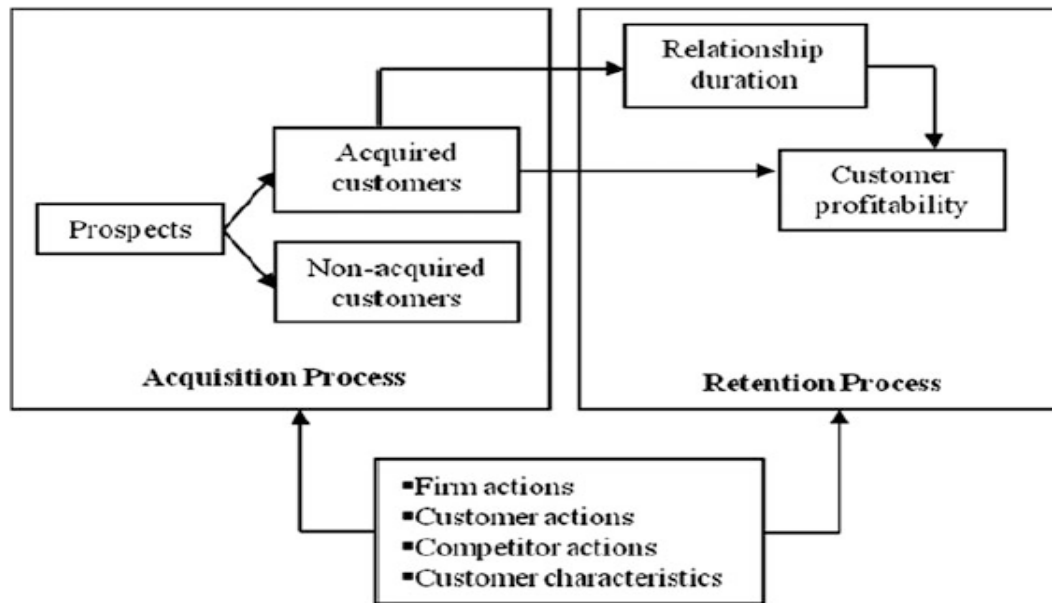 Relationship
duration
Acquired
customers
Customer
profitability
Prospects
Non-acquired
customers
Acquisition Process
Retention Process
▪Firm actions
▪Customer actions
▪Competitor actions
▪Customer characteristics